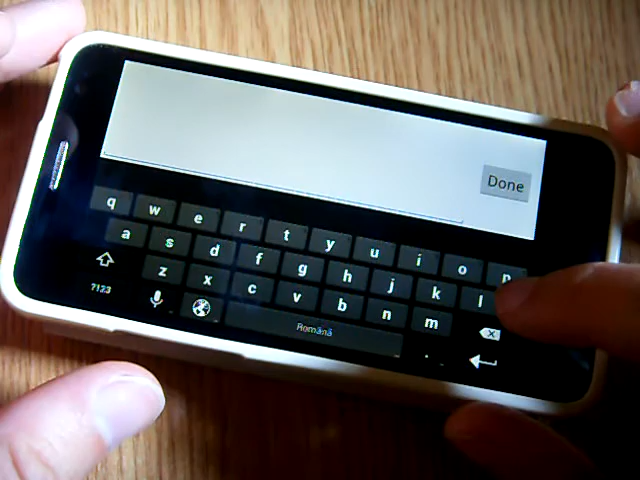 Done
q w e r t y u i o p
a s d f g h j k l
z x c v b n m
?123 Română